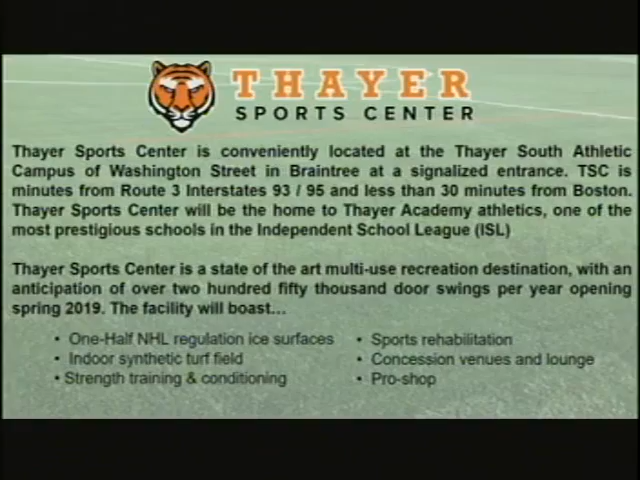 THAYER
SPORTS CENTER
Thayer Sports Center is conveniently located at the Thayer South Athletic
Campus of Washington Street in Braintree at a signalized entrance. TSC is
minutes from Route 3 Interstates 93 / 95 and less than 30 minutes from Boston.
Thayer Sports Center will be the home to Thayer Academy athletics, one of the
most prestigious schools in the Independent School League (ISL)
Thayer Sports Center is a state of the art multi-use recreation destination, with an
anticipation of over two hundred fifty thousand door swings per year opening
spring 2019. The facility will boast...
• One-Half NHL regulation ice surfaces
• Indoor synthetic turf field
• Strength training & conditioning
• Sports rehabilitation
• Concession venues and lounge
• Pro-shop